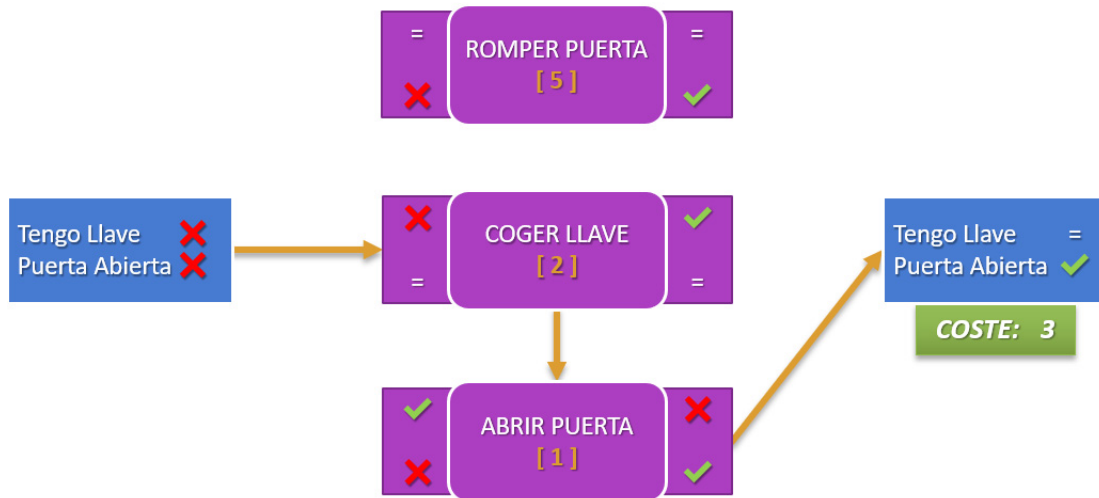 =
ROMPER PUERTA
=
[ 5 ]
Tengo Llave
Puerta Abierta
COGER LLAVE
[ 2 ]
=
=
Tengo Llave =
Puerta Abierta
COSTE: 3
ABRIR PUERTA
[ 1 ]